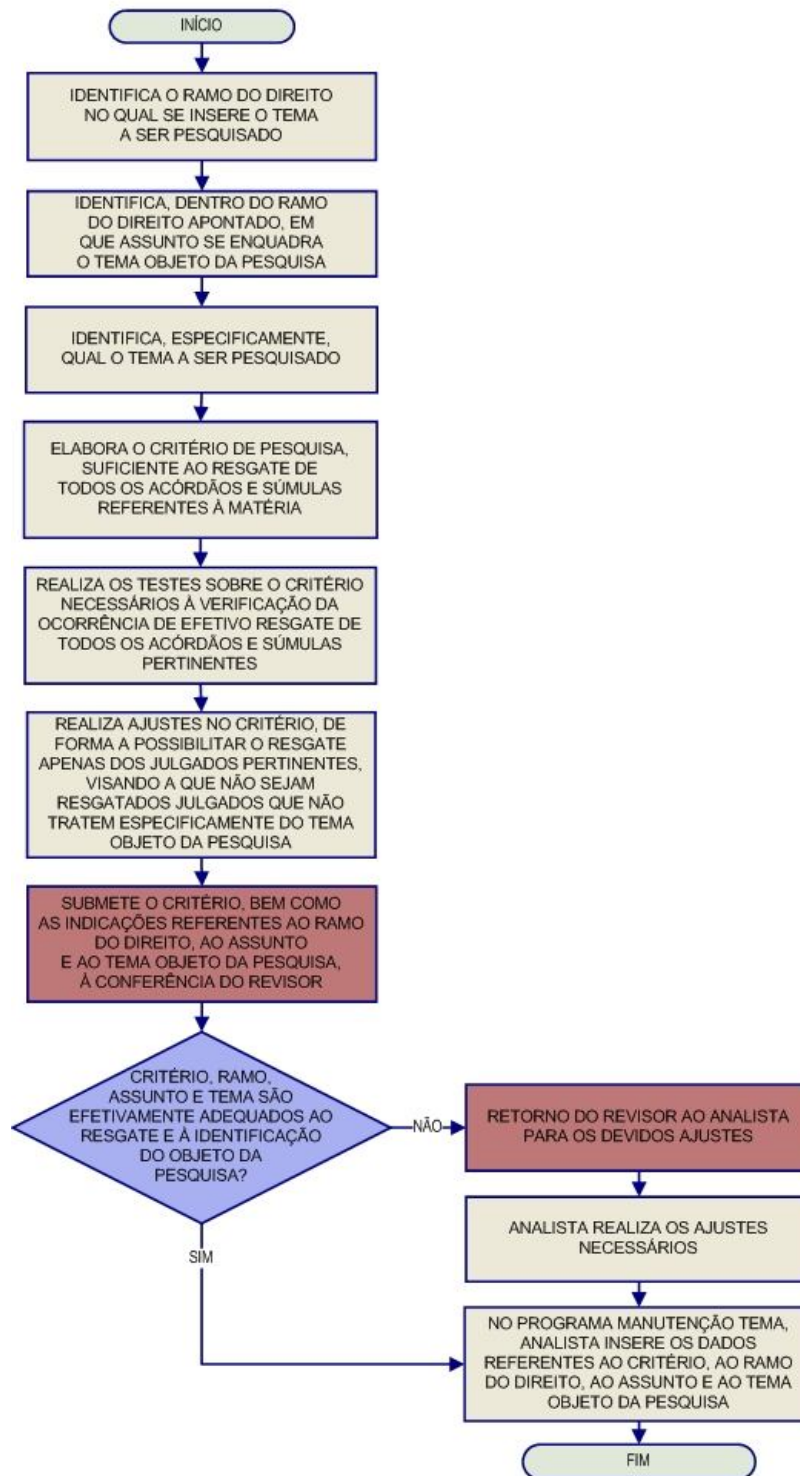 INÍCIO
IDENTIFICA O RAMO DO DIREITO
NO QUAL SE INSERE O TEMA
A SER PESQUISADO
IDENTIFICA, DENTRO DO RAMO
DO DIREITO APONTADO, EM
QUE ASSUNTO SE ENQUADRA
O TEMA OBJETO DA PESQUISA
IDENTIFICA, ESPECIFICAMENTE,
QUAL O TEMA A SER PESQUISADO
ELABORA O CRITÉRIO DE PESQUISA,
SUFICIENTE AO RESGATE DE
TODOS OS ACÓRDÃOS E SÚMULAS
REFERENTES À MATÉRIA
REALIZA OS TESTES SOBRE O CRITÉRIO
NECESSÁRIOS À VERIFICAÇÃO DA
OCORRÊNCIA DE EFETIVO RESGATE DE
TODOS OS ACÓRDÃOS E SÚMULAS
PERTINENTES
REALIZA AJUSTES NO CRITÉRIO, DE
FORMA A POSSIBILITAR O RESGATE
APENAS DOS JULGADOS PERTINENTES,
VISANDO A QUE NÃO SEJAM
RESGATADOS JULGADOS QUE NÃO
TRATEM ESPECIFICAMENTE DO TEMA
OBJETO DA PESQUISA
SUBMETE O CRITÉRIO, BEM COMO
AS INDICAÇÕES REFERENTES AO RAMO
DO DIREITO, AO ASSUNTO
E AO TEMA OBJETO DA PESQUISA,
À CONFERÊNCIA DO REVISOR
CRITÉRIO, RAMO,
ASSUNTO E TEMA SÃO
EFETIVAMENTE ADEQUADOS AO
RESGATE E À IDENTIFICAÇÃO
DO OBJETO DA
PESQUISA?
NÃO
RETORNO DO REVISOR AO ANALISTA
PARA OS DEVIDOS AJUSTES
ANALISTA REALIZA OS AJUSTES
NECESSÁRIOS
SIM
NO PROGRAMA MANUTENÇÃO TEMA,
ANALISTA INSERE OS DADOS
REFERENTES AO CRITÉRIO, AO RAMO
DO DIREITO, AO ASSUNTO E AO TEMA
OBJETO DA PESQUISA
FIM